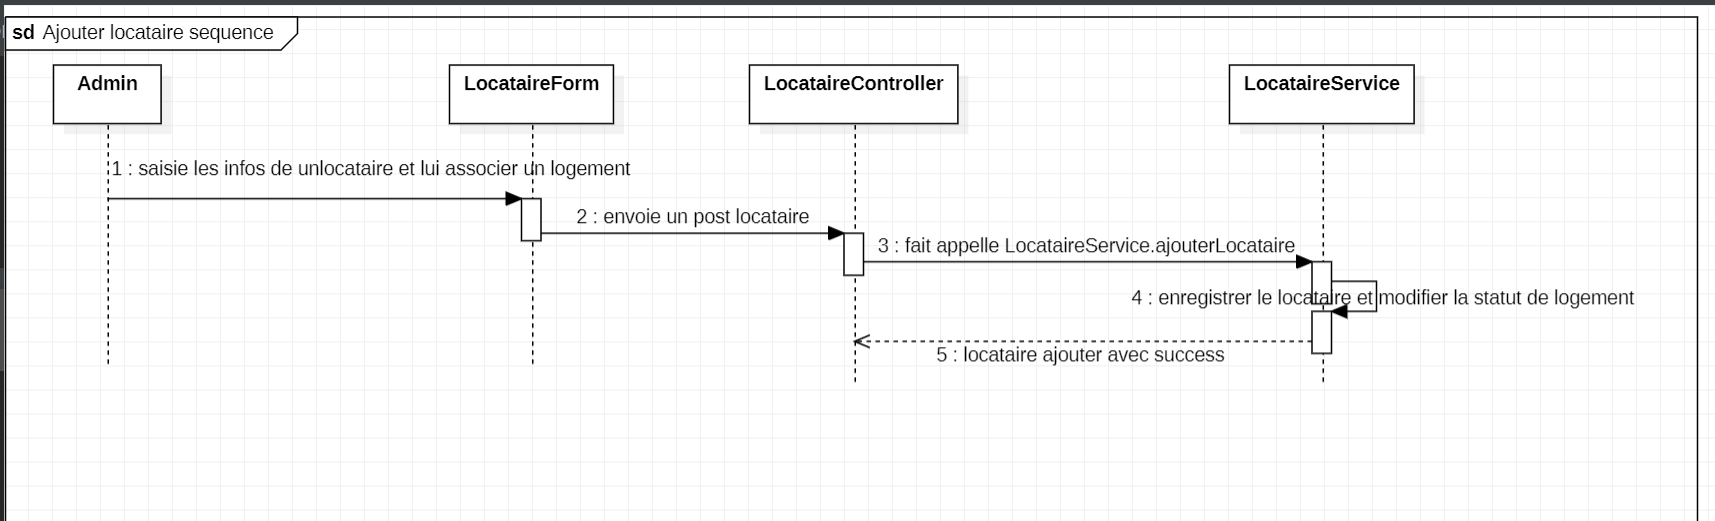 sd Ajouter locataire sequence
Admin
LocataireForm
LocataireController
LocataireService
1 : saisie les infos de unlocataire et lui associer un logement
2 : envoie un post locataire
3 : fait appelle LocataireService.ajouterLocataire
4 : enregistrer le locataire et modifier la statut de logement
5 : locataire ajouter avec success